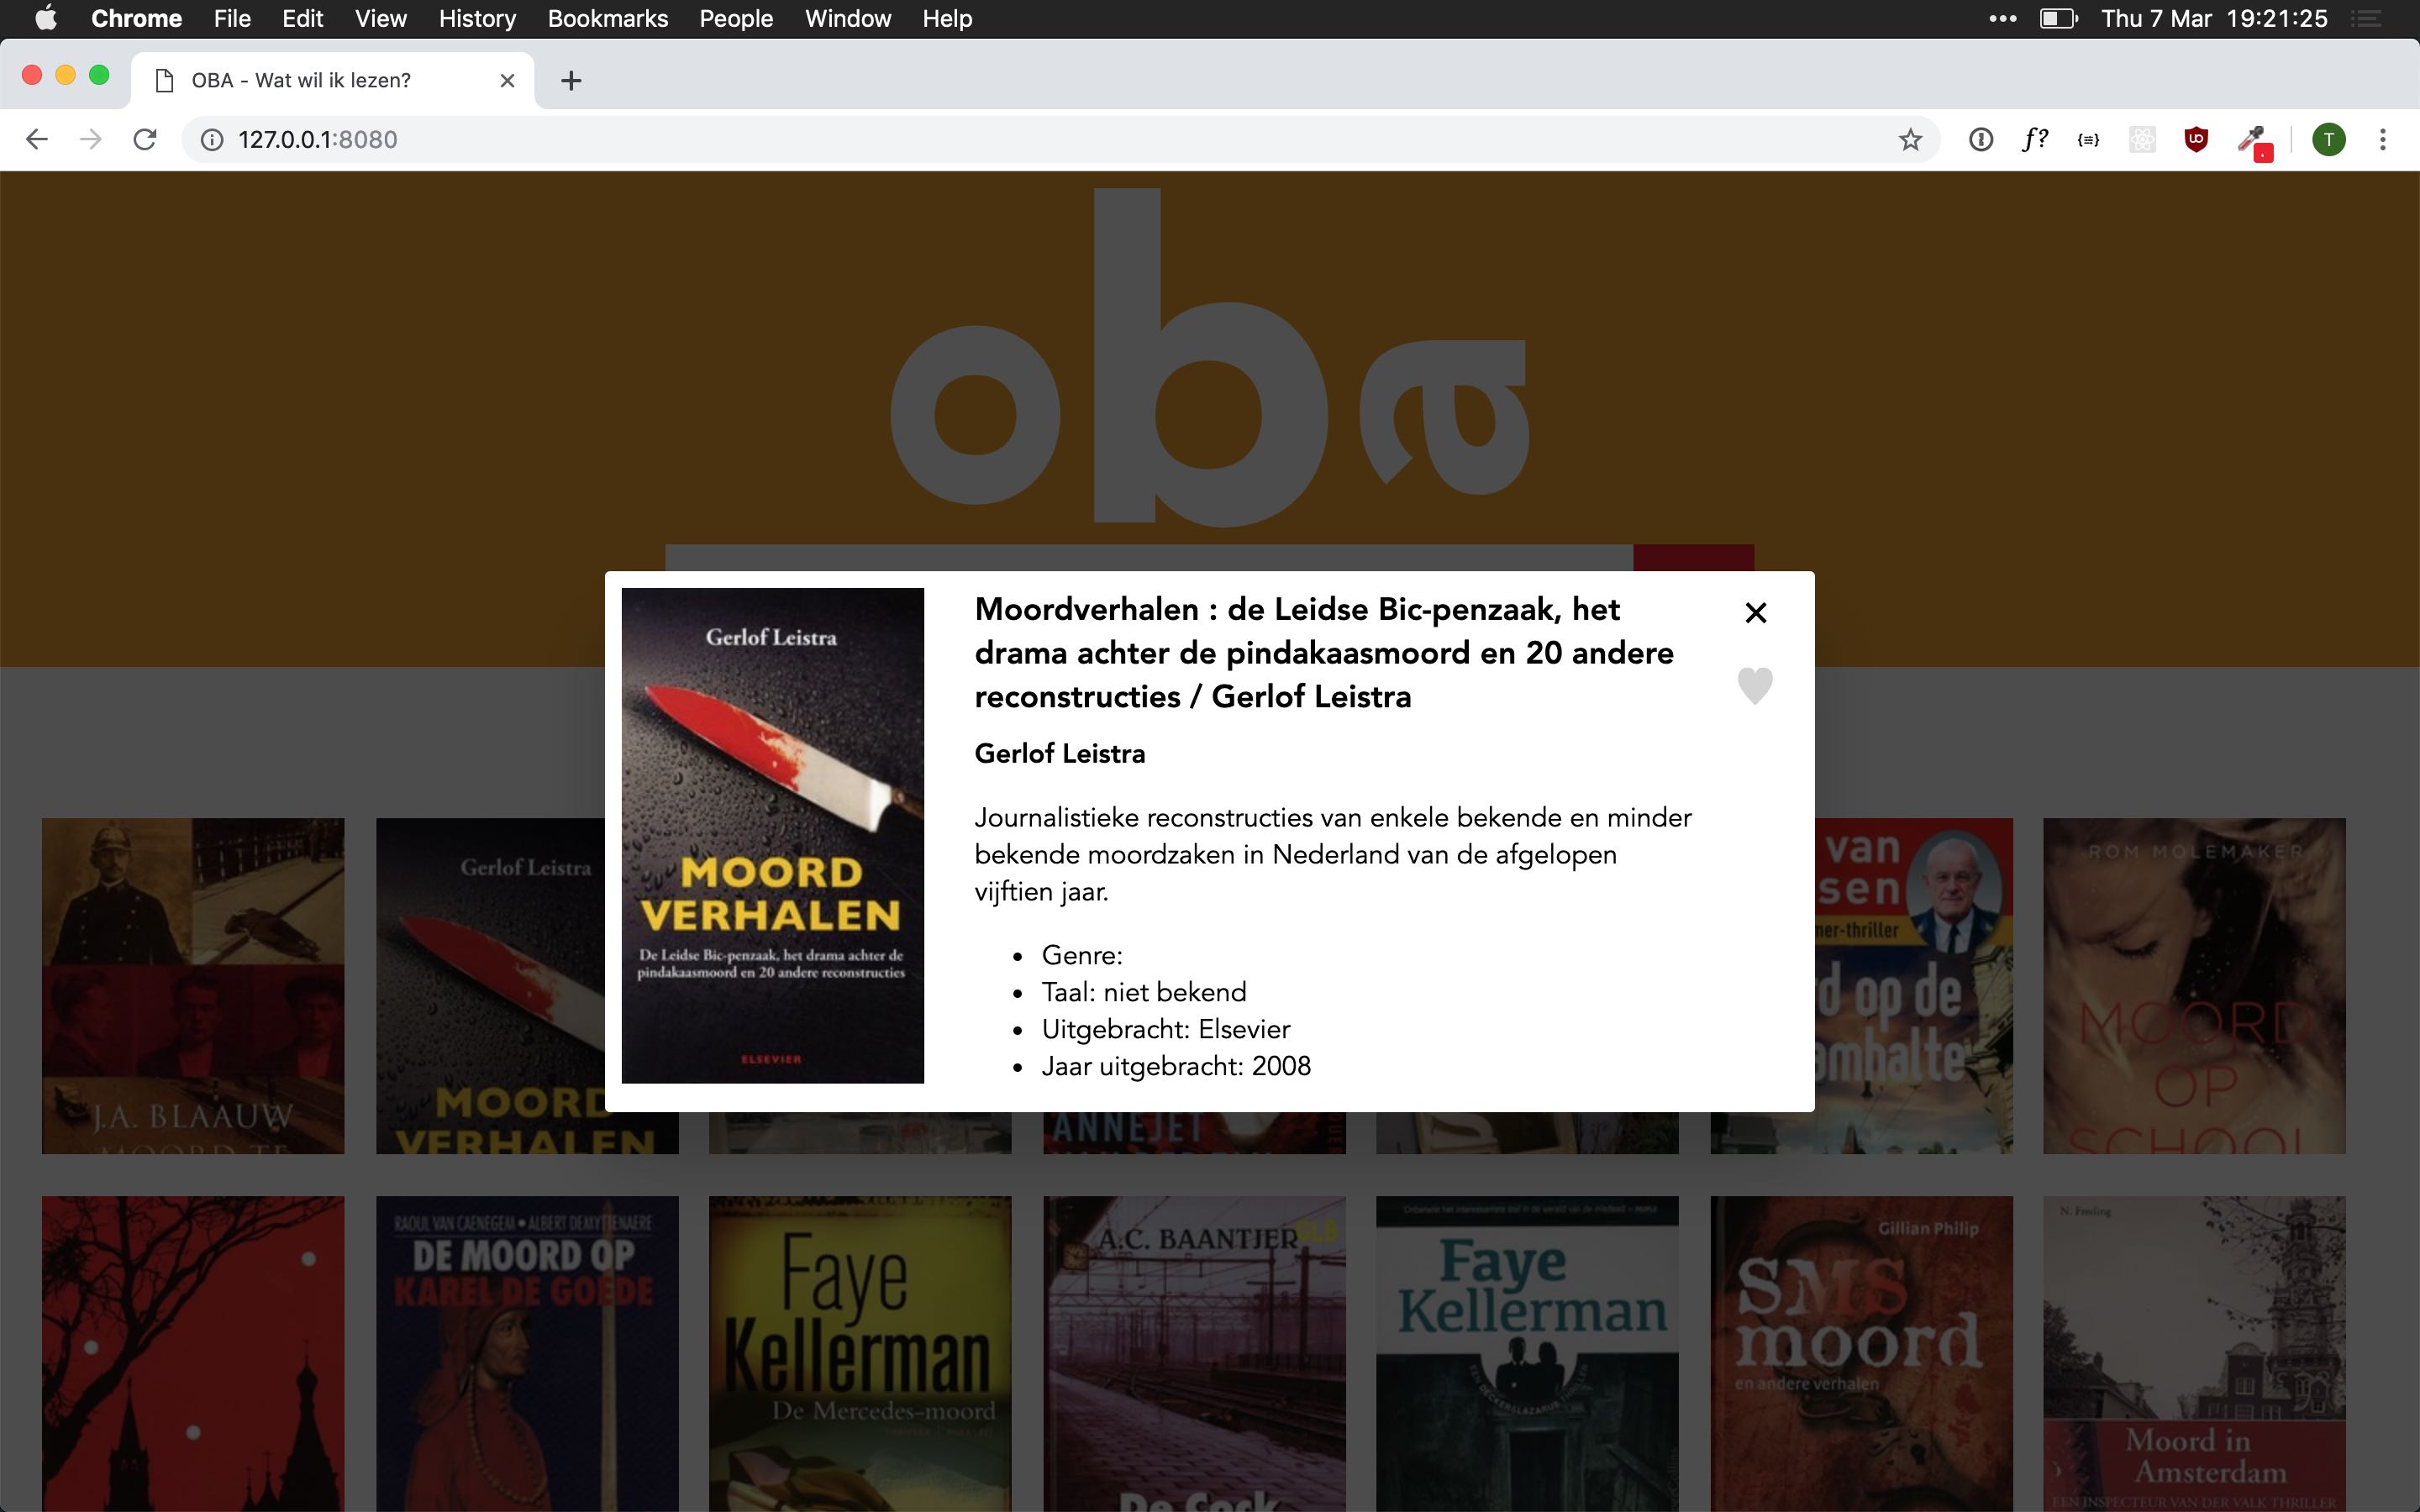 Chrome File Edit View History Bookmarks People Window Help
Thu 7 Mar 19:21:25
OBA - Wat wil ik lezen?
127.0.0.1:8080
f?
T
oba
Gerlof Leistra
MOORD
VERHALEN
De Leidse Bic-penzaak, het drama achter de
pindakaasmoord en 20 andere reconstructies
ELSEVIER
Moordverhalen : de Leidse Bic-penzaak, het
drama achter de pindakaasmoord en 20 andere
reconstructies / Gerlof Leistra
Gerlof Leistra
Journalistieke reconstructies van enkele bekende en minder
bekende moordzaken in Nederland van de afgelopen
vijftien jaar.
• Genre:
• Taal: niet bekend
• Uitgebracht: Elsevier
• Jaar uitgebracht: 2008
J.A. BLAAUW
MOORD TE
Gerlof Leistra
MOORD
VERHALEN
ANNEJET
van
sen
mer-thriller
d op de
mhalte
ROM MOLEMAKER
MOORD
OP
SCHOOL
RAOUL VAN CAENEGEM • ALBERT DEMYTTENAERE
DE MOORD OP
KAREL DE GOEDE
Faye
Kellerman
De Mercedes-moord
A.C. BAANTJER
GLB
De Cock
Faye
Kellerman
Gillian Philip
SMS
moord
en andere verhalen
N. Freeling
Moord in
Amsterdam
EEN INSPECTEUR VAN DER VALK THRILLER